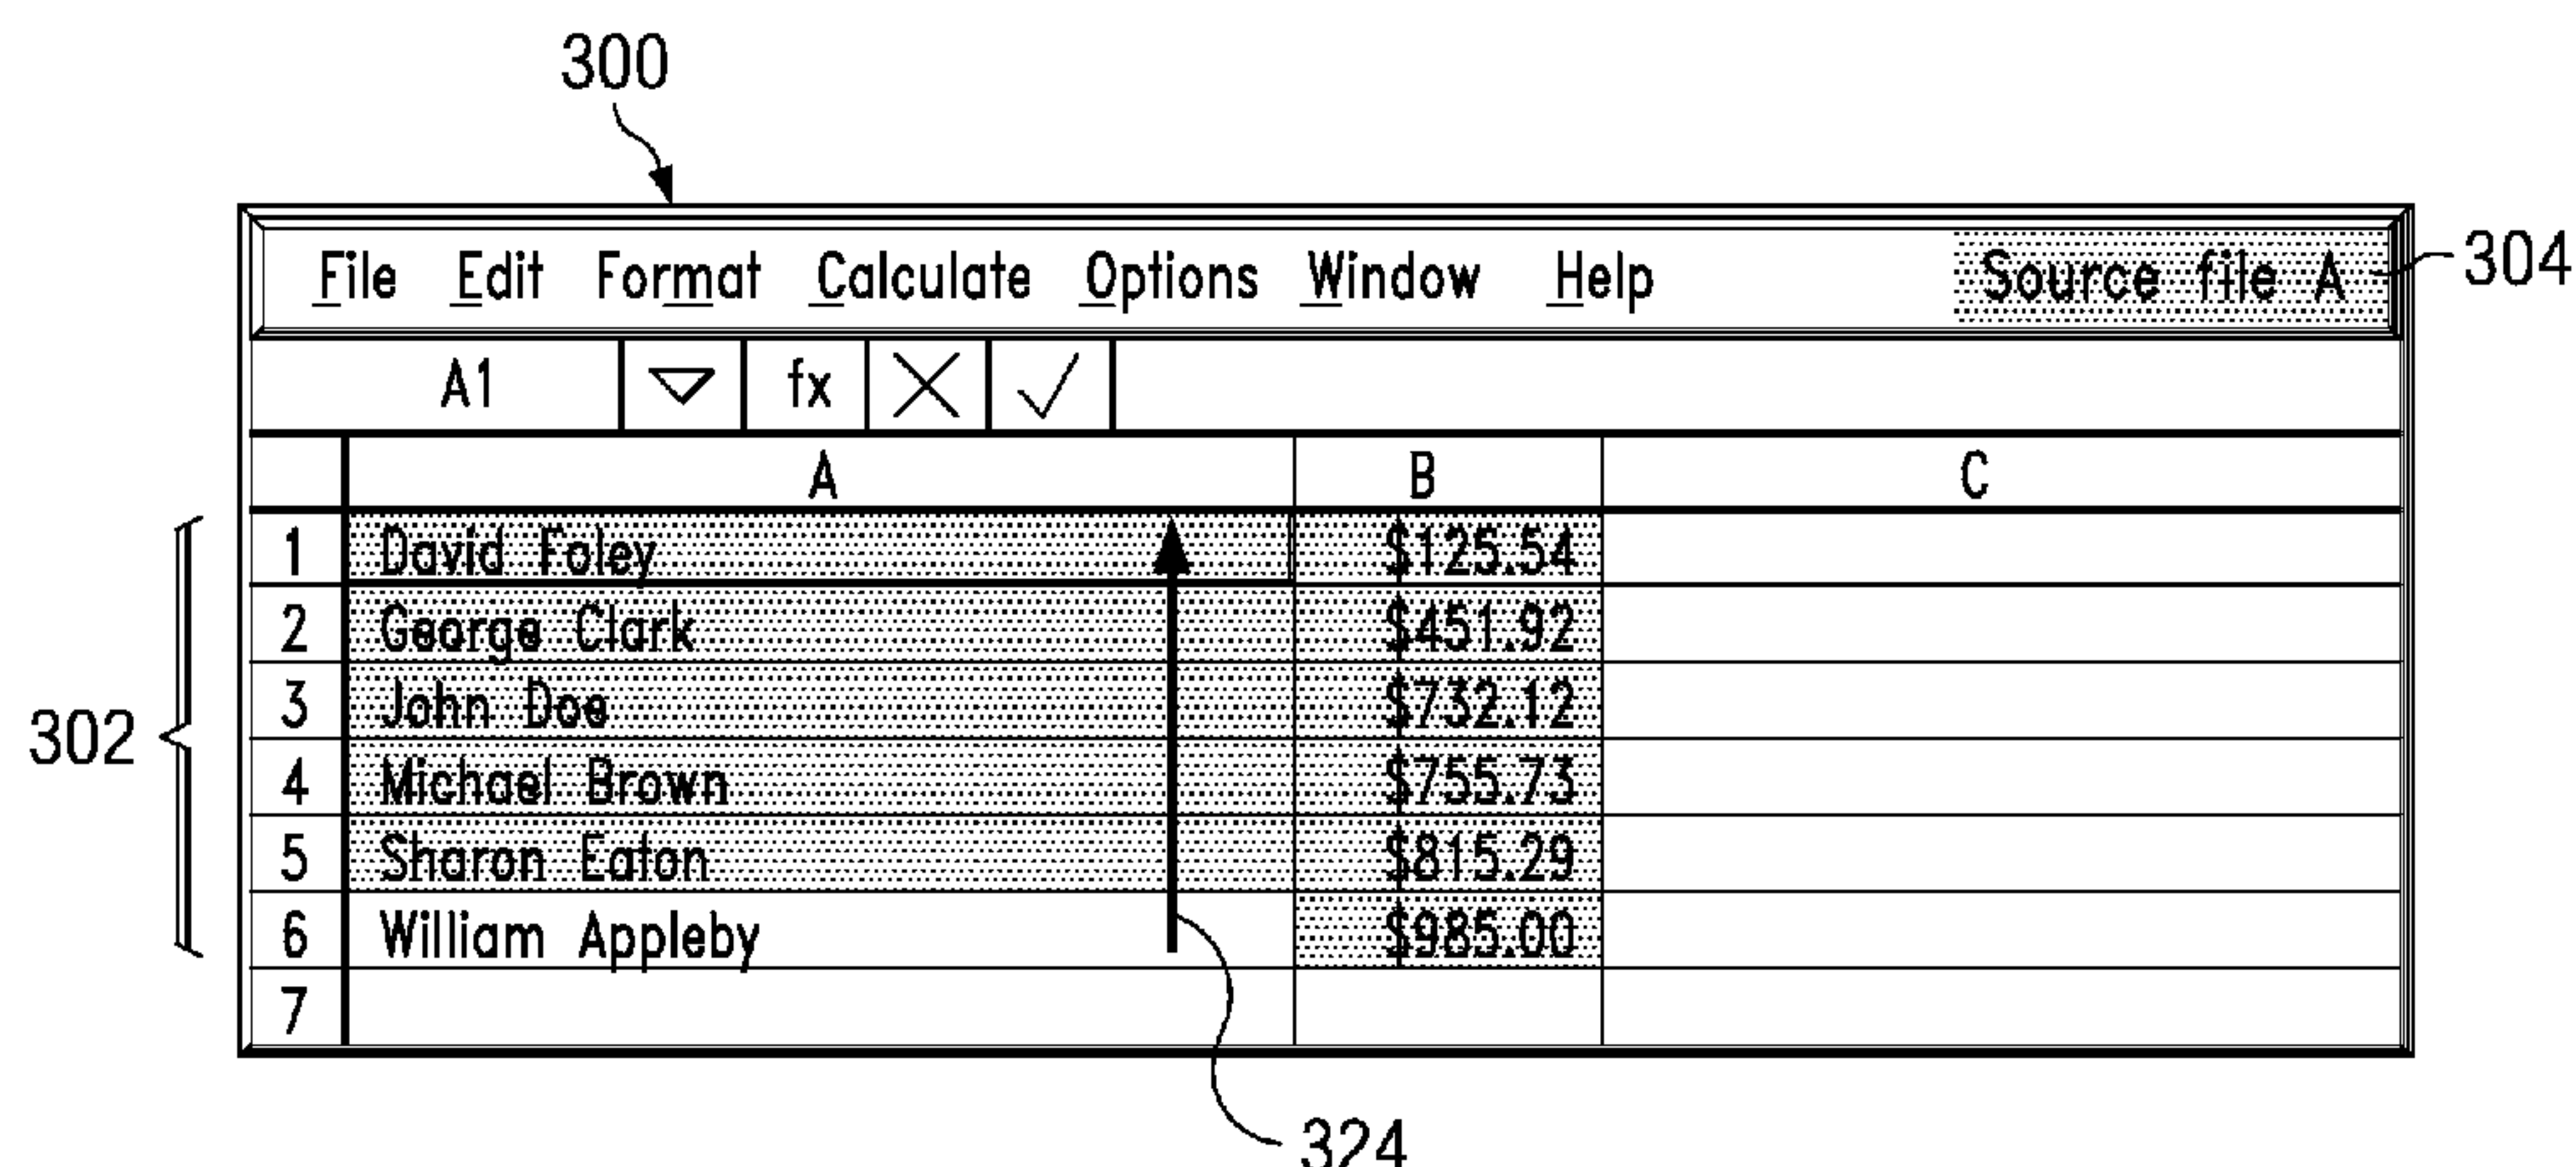 300
File Edit Format Calculate Options Window Help Source file A 304
A1 fx
A B C
1 David Foley $125.54
2 George Clark $451.92
3 John Doe $732.12
302
4 Michael Brown $755.73
5 Sharon Eaton $815.29
6 William Appleby $985.00
7
324